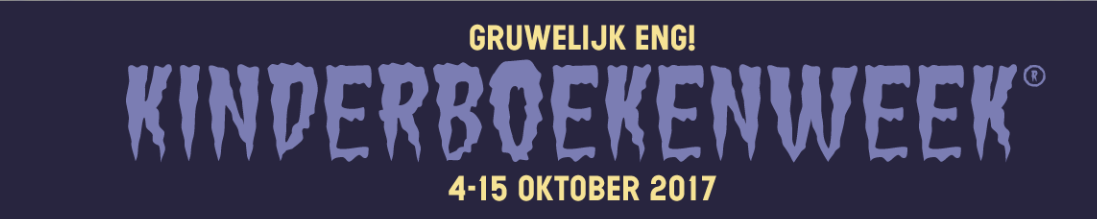 GRUWELIJK ENG!
KINDERBOEKENWEEK®
4-15 OKTOBER 2017